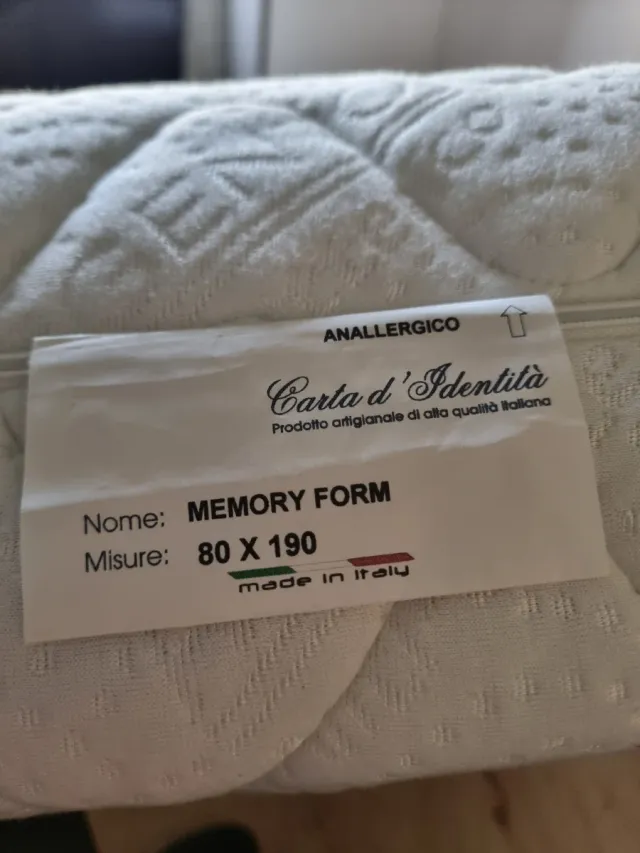 ANALLERGICO
Carta d'Identità
Prodotto artigianale di alta qualità Italiana
Nome: MEMORY FORM
Misure: 80 X 190
made in italy